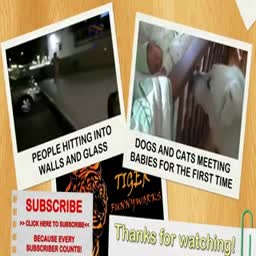 PEOPLE HITTING INTO
WALLS AND GLASS
DOGS AND CATS MEETING
BABIES FOR THE FIRST TIME
SUBSCRIBE
>> CLICK HERE TO SUBSCRIBE <<
BECAUSE EVERY
SUBSCRIBER COUNTS!
TIGER
FUNNYWORKS
Thanks for watching!